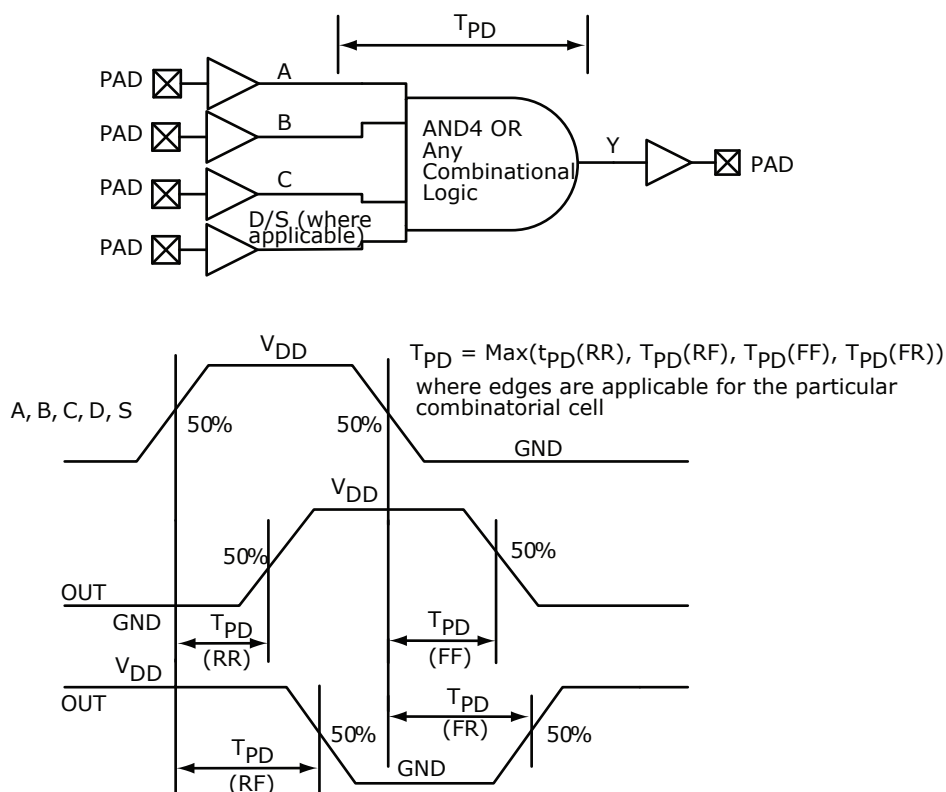 TPD
PAD
A
PAD
B
AND4 OR
Any
Combinational
Logic
Y
PAD
PAD
C
D/S (where
applicable)
PAD
VDD
TPD = Max(tPD(RR), TPD(RF), TPD(FF), TPD(FR))
where edges are applicable for the particular
combinatorial cell
A, B, C, D, S
50%
50%
GND
VDD
50%
50%
OUT
GND
TPD
(RR)
TPD
(FF)
VDD
OUT
TPD
(FR)
50%
50%
TPD
(RF)
GND